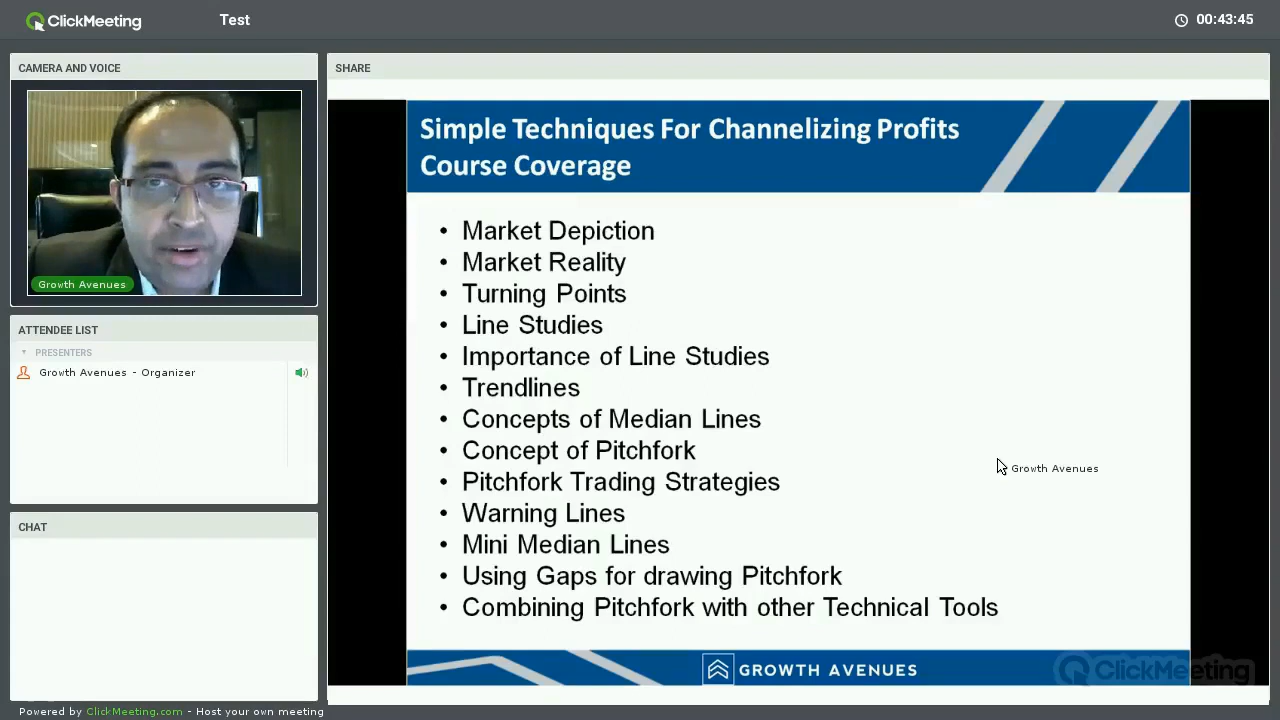 ClickMeeting
Test
00:43:45
CAMERA AND VOICE
SHARE
Growth Avenues
ATTENDEE LIST
PRESENTERS
Growth Avenues - Organizer
CHAT
Simple Techniques For Channelizing Profits
Course Coverage
• Market Depiction
• Market Reality
• Turning Points
• Line Studies
• Importance of Line Studies
• Trendlines
• Concepts of Median Lines
• Concept of Pitchfork
• Pitchfork Trading Strategies
• Warning Lines
• Mini Median Lines
• Using Gaps for drawing Pitchfork
• Combining Pitchfork with other Technical Tools
Growth Avenues
GROWTH AVENUES
ClickMeeting
Powered by ClickMeeting.com - Host your own meeting